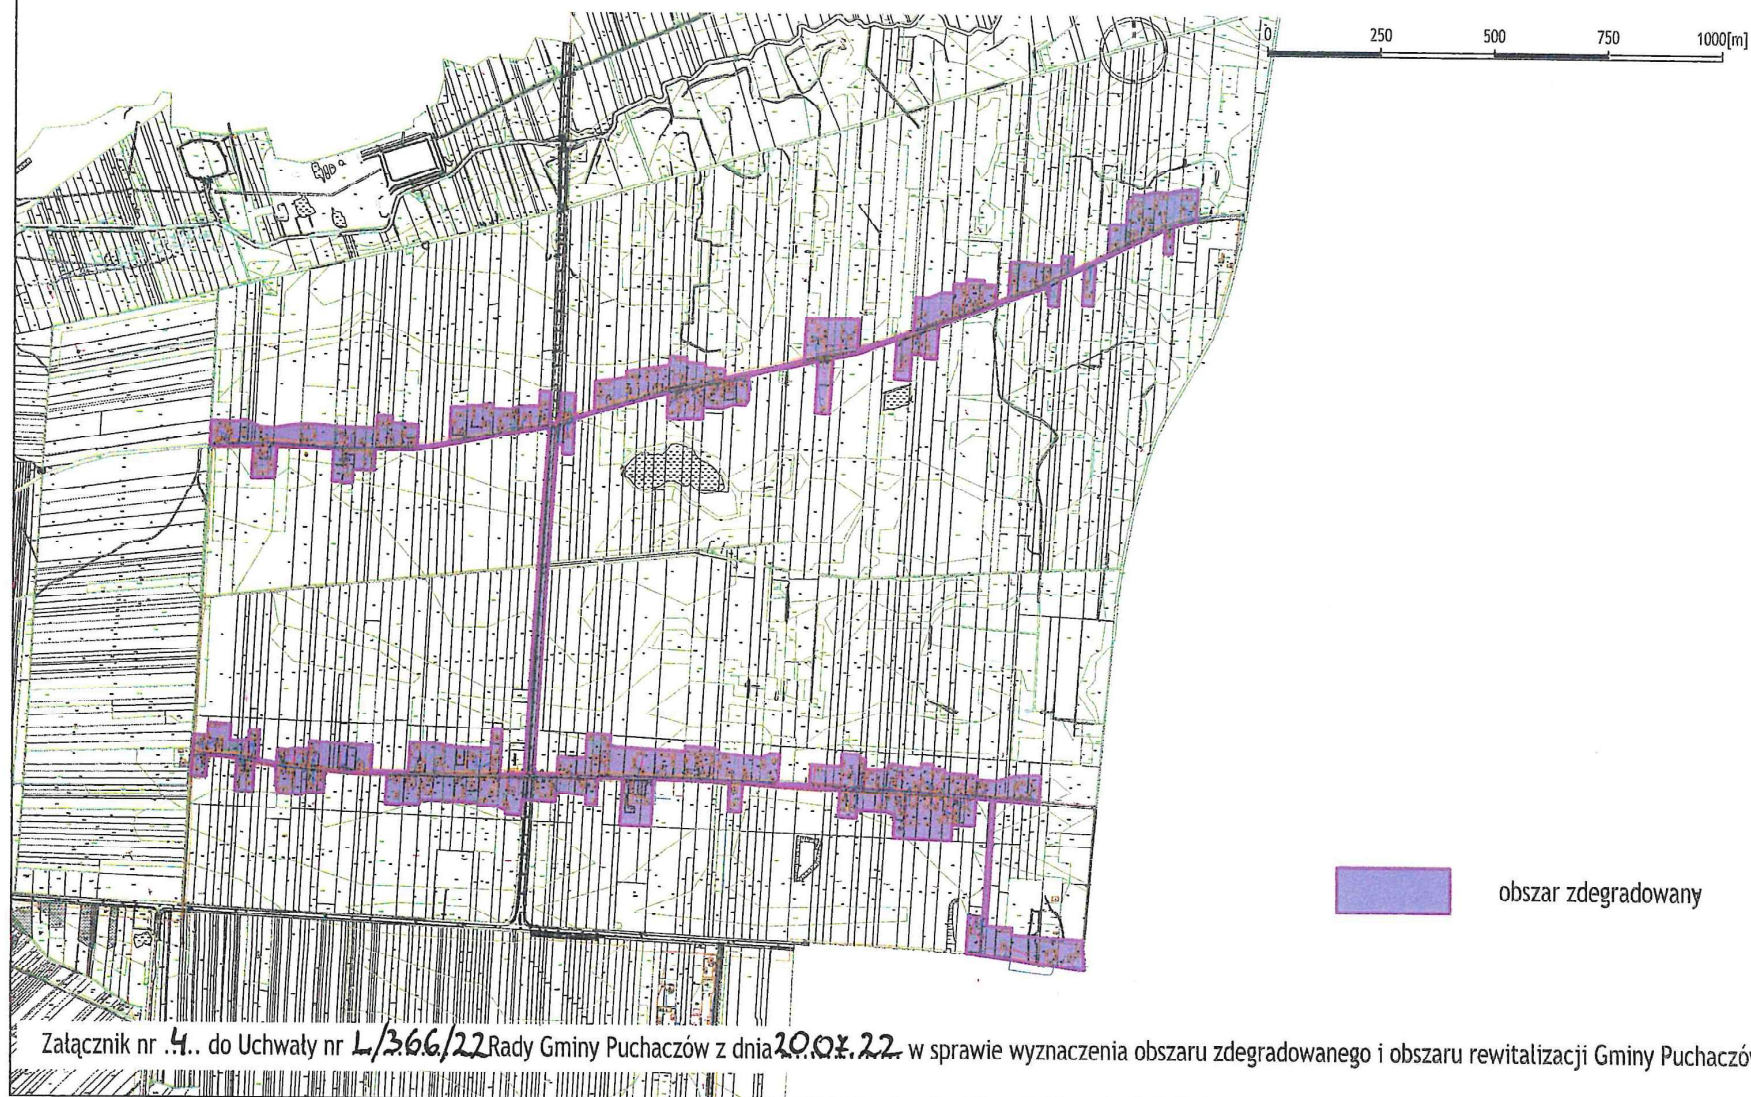 0 250 500 750 1000[m]
obszar zdegradowany
Załącznik nr .4.. do Uchwały nr L/366/22 Rady Gminy Puchaczów z dnia 20.07.22. w sprawie wyznaczenia obszaru zdegradowanego i obszaru rewitalizacji Gminy Puchaczów